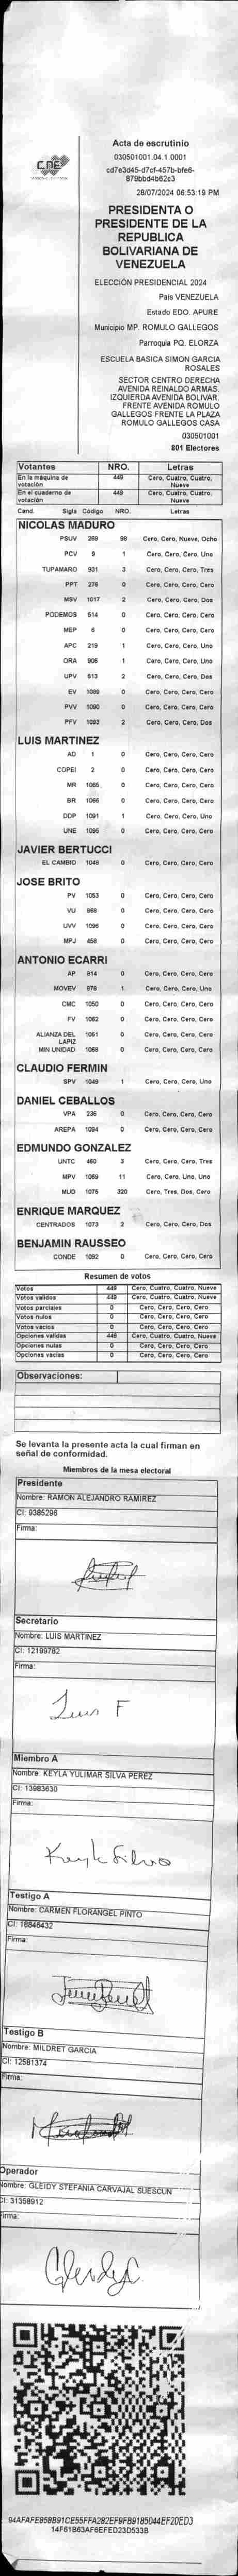 CNE
Acta de escrutinio
030501001.04.1.0001
cd7e3d45-d7cf-457b-bfe6-
879bbd4b62c3
28/07/2024 06:53:19 PM
PRESIDENTA O
PRESIDENTE DE LA
REPUBLICA
BOLIVARIANA DE
VENEZUELA
ELECCIÓN PRESIDENCIAL 2024
País VENEZUELA
Estado EDO. APURE
Municipio MP. ROMULO GALLEGOS
Parroquia PQ. ELORZA
ESCUELA BASICA SIMON GARCIA
ROSALES
SECTOR CENTRO DERECHA
AVENIDA REINALDO ARMAS.
IZQUIERDA AVENIDA BOLIVAR.
FRENTE AVENIDA ROMULO
GALLEGOS FRENTE LA PLAZA
ROMULO GALLEGOS CASA
030501001
801 Electores
Votantes NRO. Letras
En la máquina de votación 449 Cero, Cuatro, Cuatro, Nueve
En el cuaderno de votación 449 Cero, Cuatro, Cuatro, Nueve
Cand. Sigla Código NRO. Letras
NICOLAS MADURO
PSUV 269 98 Cero, Cero, Nueve, Ocho
PCV 9 1 Cero, Cero, Cero, Uno
TUPAMARO 931 3 Cero, Cero, Cero, Tres
PPT 276 0 Cero, Cero, Cero, Cero
MSV 1017 2 Cero, Cero, Cero, Dos
PODEMOS 514 0 Cero, Cero, Cero, Cero
MEP 6 0 Cero, Cero, Cero, Cero
APC 219 1 Cero, Cero, Cero, Uno
ORA 906 1 Cero, Cero, Cero, Uno
UPV 613 2 Cero, Cero, Cero, Dos
EV 1089 0 Cero, Cero, Cero, Cero
PVV 1090 0 Cero, Cero, Cero, Cero
PFV 1093 2 Cero, Cero, Cero, Dos
LUIS MARTINEZ
AD 1 0 Cero, Cero, Cero, Cero
COPEI 2 0 Cero, Cero, Cero, Cero
MR 1065 0 Cero, Cero, Cero, Cero
BR 1066 0 Cero, Cero, Cero, Cero
DDP 1091 1 Cero, Cero, Cero, Uno
UNE 1095 0 Cero, Cero, Cero, Cero
JAVIER BERTUCCI
EL CAMBIO 1048 0 Cero, Cero, Cero, Cero
JOSE BRITO
PV 1053 0 Cero, Cero, Cero, Cero
VU 969 0 Cero, Cero, Cero, Cero
UVV 1096 0 Cero, Cero, Cero, Cero
MPJ 458 0 Cero, Cero, Cero, Cero
ANTONIO ECARRI
AP 914 0 Cero, Cero, Cero, Cero
MOVEV 879 1 Cero, Cero, Cero, Uno
CMC 1050 0 Cero, Cero, Cero, Cero
FV 1062 0 Cero, Cero, Cero, Cero
ALIANZA DEL LAPIZ 1051 0 Cero, Cero, Cero, Cero
MIN UNIDAD 1068 0 Cero, Cero, Cero, Cero
CLAUDIO FERMIN
SPV 1049 1 Cero, Cero, Cero, Uno
DANIEL CEBALLOS
VPA 236 0 Cero, Cero, Cero, Cero
AREPA 1094 0 Cero, Cero, Cero, Cero
EDMUNDO GONZALEZ
UNTC 460 3 Cero, Cero, Cero, Tres
MPV 1069 11 Cero, Cero, Uno, Uno
MUD 1075 320 Cero, Tres, Dos, Cero
ENRIQUE MARQUEZ
CENTRADOS 1073 2 Cero, Cero, Cero, Dos
BENJAMIN RAUSSEO
CONDE 1092 0 Cero, Cero, Cero, Cero
Resumen de votos
Votos 449 Cero, Cuatro, Cuatro, Nueve
Votos validos 449 Cero, Cuatro, Cuatro, Nueve
Votos parciales 0 Cero, Cero, Cero, Cero
Votos nulos 0 Cero, Cero, Cero, Cero
Votos vacios 0 Cero, Cero, Cero, Cero
Opciones validas 449 Cero, Cuatro, Cuatro, Nueve
Opciones nulas 0 Cero, Cero, Cero, Cero
Opciones vacias 0 Cero, Cero, Cero, Cero
Observaciones:
Se levanta la presente acta la cual firman en
señal de conformidad.
Miembros de la mesa electoral
Presidente
Nombre: RAMON ALEJANDRO RAMIREZ
CI: 9385296
Firma:
Secretario
Nombre: LUIS MARTINEZ
CI: 12199782
Firma:
Luis F
Miembro A
Nombre: KEYLA YULIMAR SILVA PEREZ
CI: 13983630
Firma:
Keyla Silva
Testigo A
Nombre: CARMEN FLORANGEL PINTO
CI: 18846432
Firma:
Testigo B
Nombre: MILDRET GARCIA
CI: 12581374
Firma:
Operador
Nombre: GLEIDY STEFANIA CARVAJAL SUESCUN
CI: 31358912
Firma:
Gleidy C.
94AFAFE858B91CE55FFA282EF9FB9185044EF20ED3
14F61B63AF6EFED23D533B